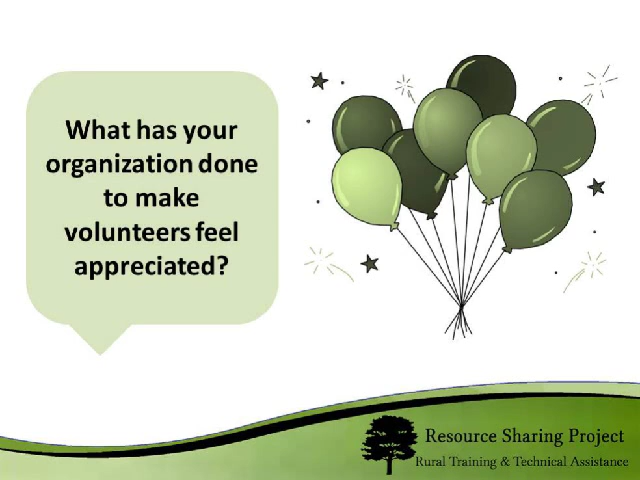 What has your
organization done
to make
volunteers feel
appreciated?
Resource Sharing Project
Rural Training & Technical Assistance